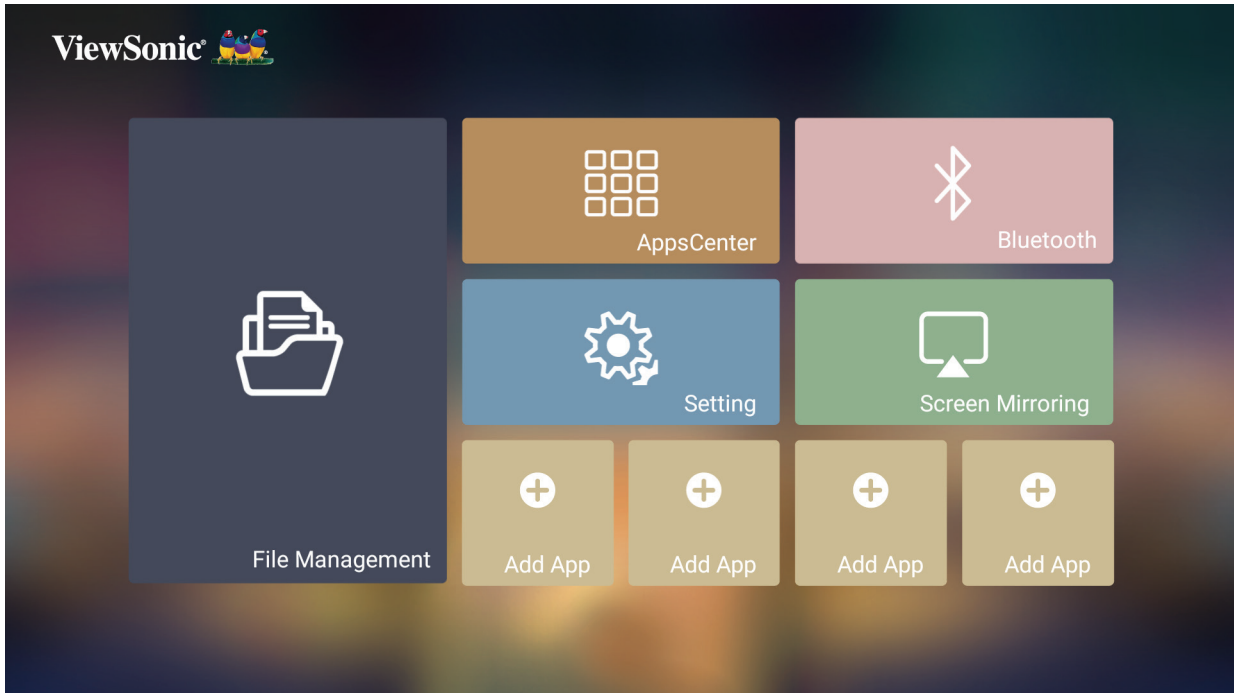 ViewSonic®
AppsCenter
Bluetooth
Setting
Screen Mirroring
File Management
Add App
Add App
Add App
Add App